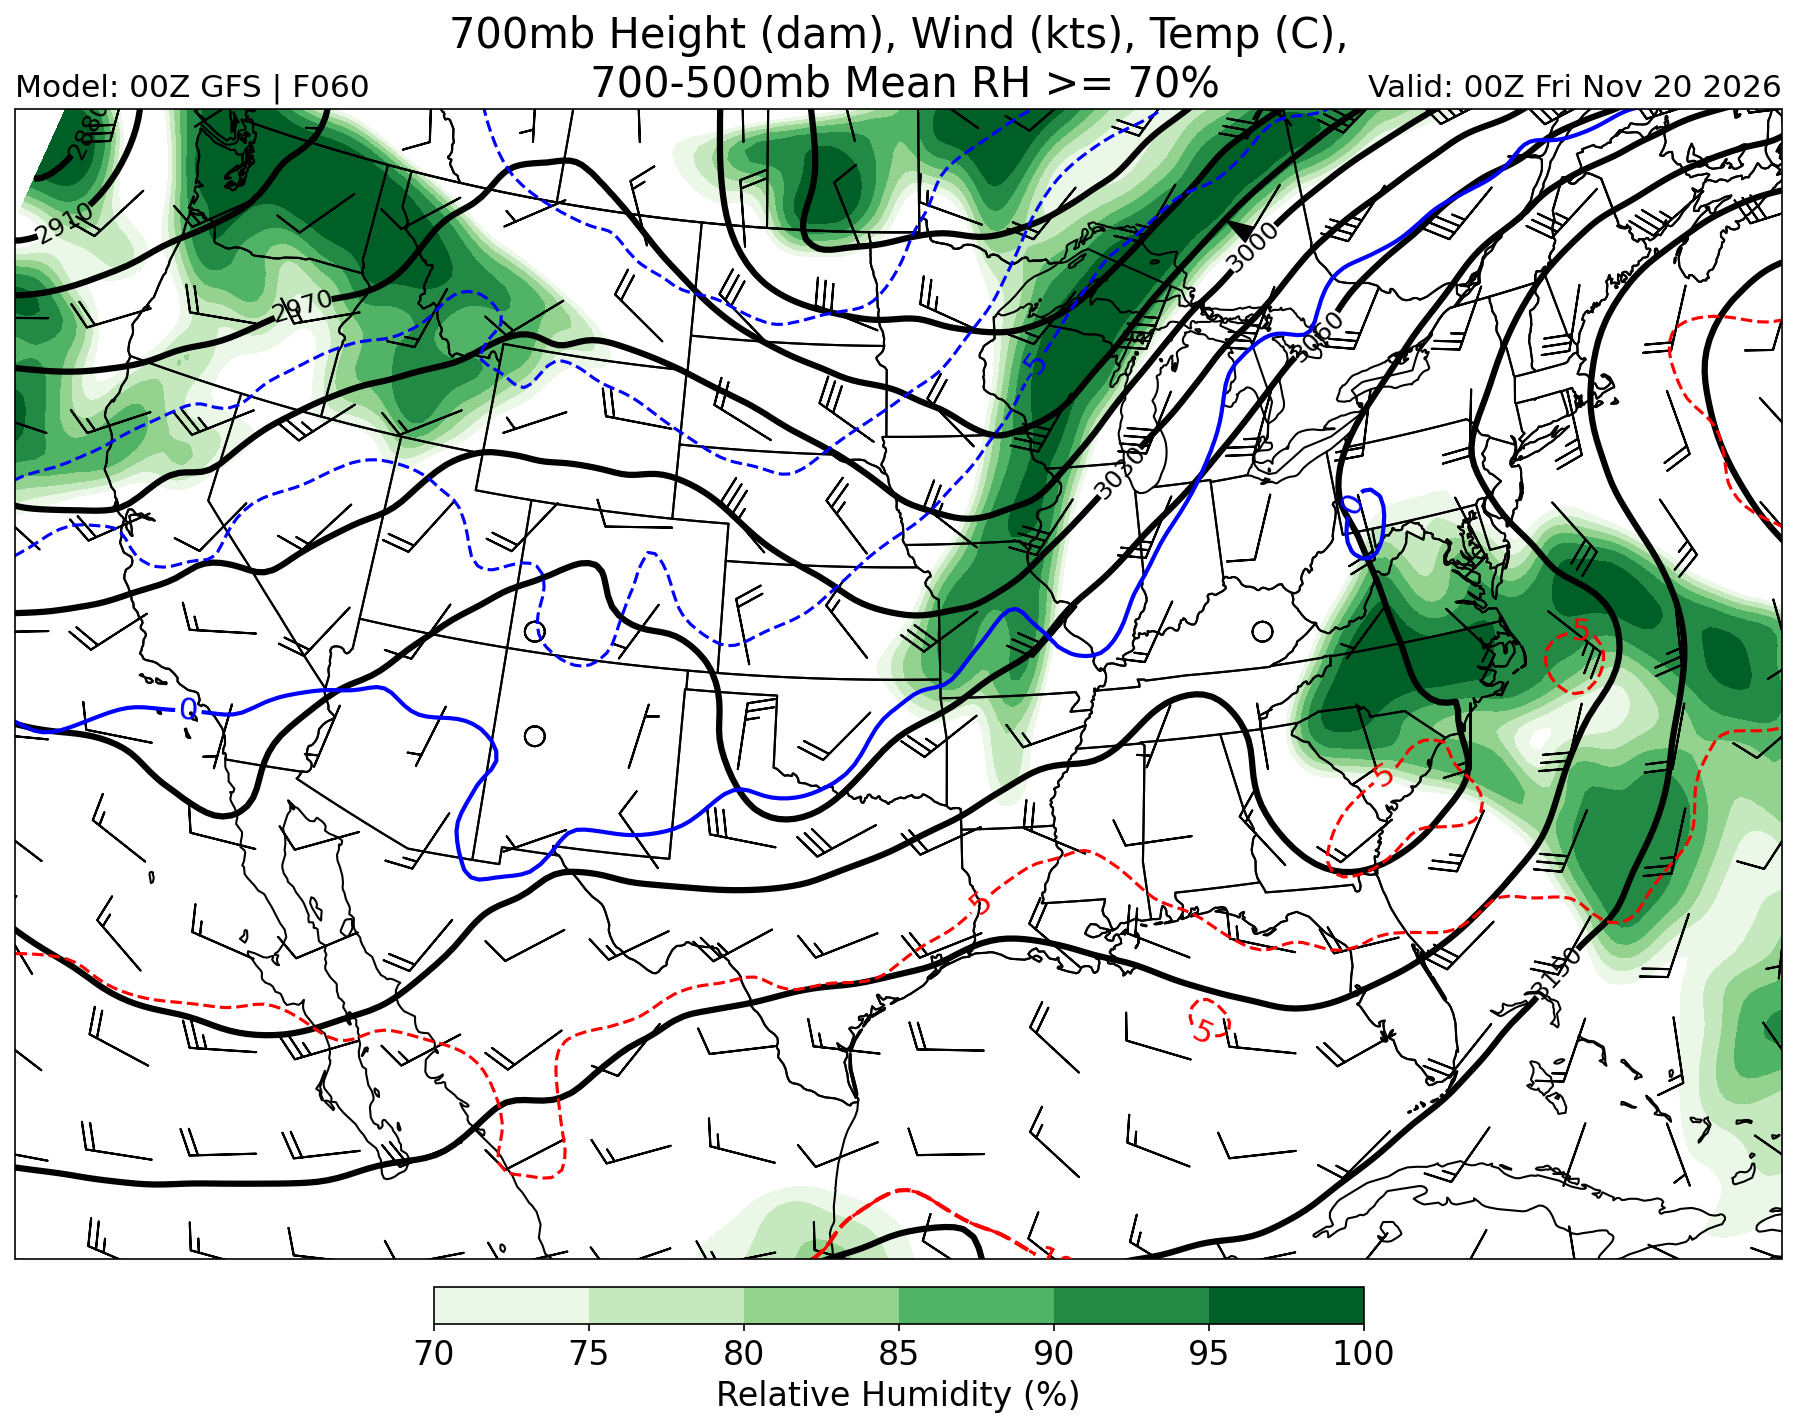 700mb Height (dam), Wind (kts), Temp (C),
Model: 00Z GFS | F060
700-500mb Mean RH >= 70%
Valid: 00Z Fri Nov 20 2026
2880
2910
2970
3000
3060
5
3030
0
5
0
5
5
5
3150
70 75 80 85 90 95 100
Relative Humidity (%)